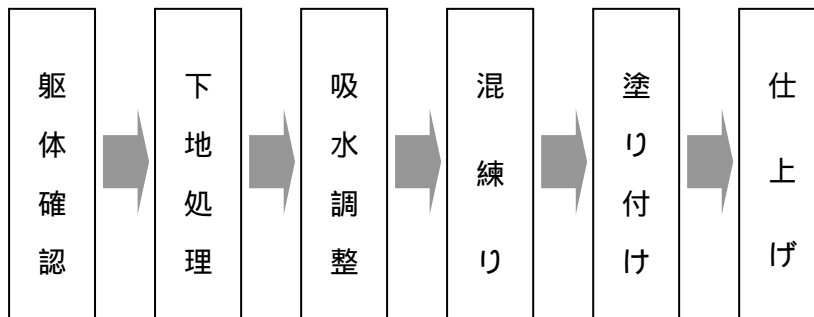 躯体確認
下地処理
吸水調整
混練り
塗り付け
仕上げ